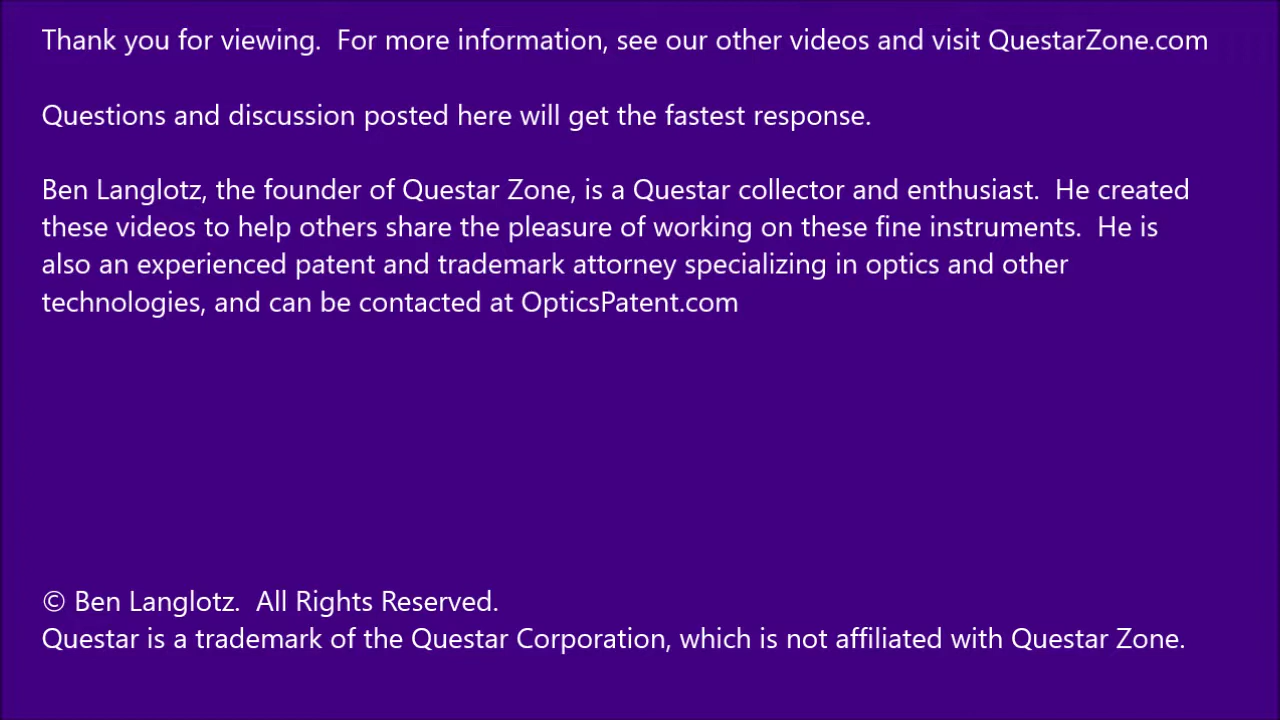 Thank you for viewing.  For more information, see our other videos and visit QuestarZone.com
Questions and discussion posted here will get the fastest response.
Ben Langlotz, the founder of Questar Zone, is a Questar collector and enthusiast.  He created
these videos to help others share the pleasure of working on these fine instruments.  He is
also an experienced patent and trademark attorney specializing in optics and other
technologies, and can be contacted at OpticsPatent.com
© Ben Langlotz.  All Rights Reserved.
Questar is a trademark of the Questar Corporation, which is not affiliated with Questar Zone.